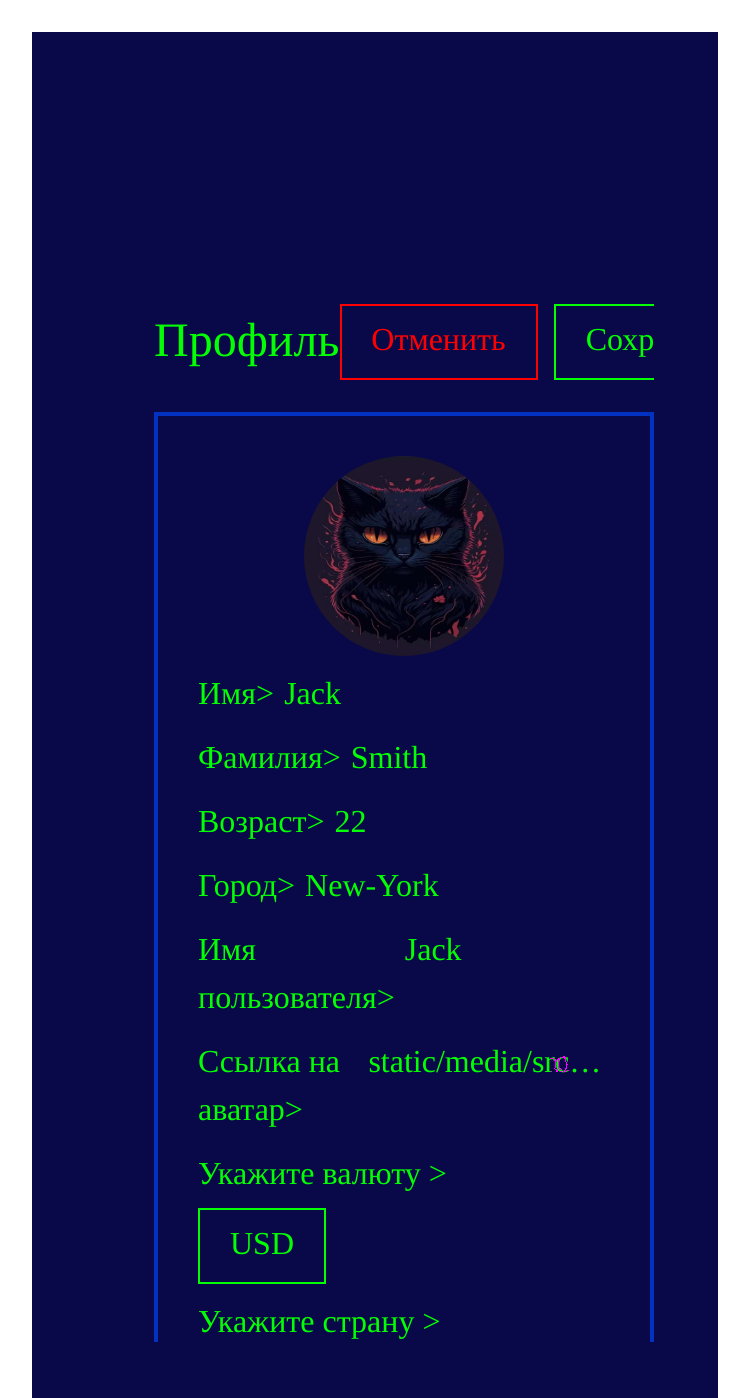 Профиль Отменить Сохр
Имя> Jack
Фамилия> Smith
Возраст> 22
Город> New-York
Имя Jack
пользователя>
Ссылка на static/media/sm…
аватар>
Укажите валюту >
USD
Укажите страну >